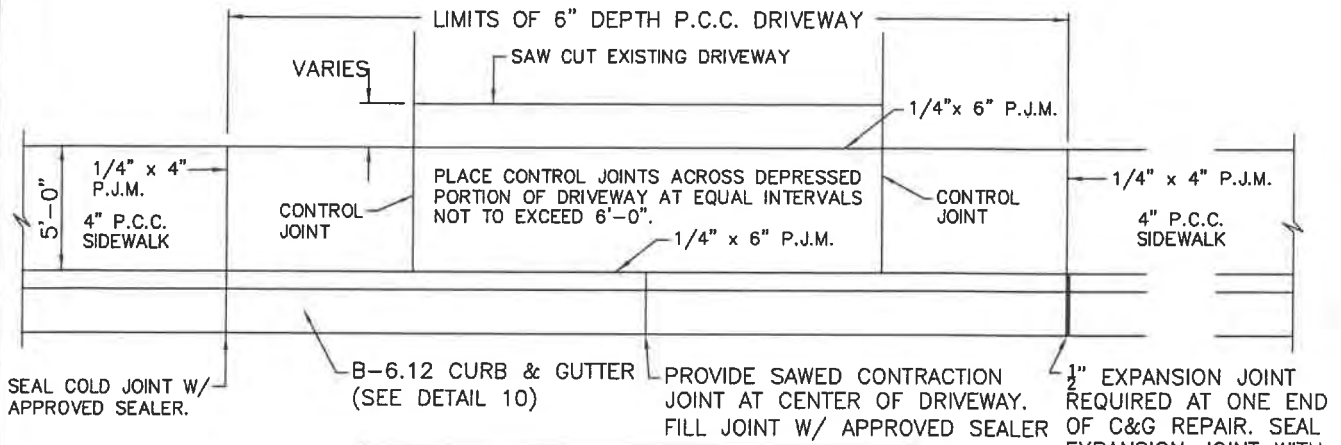 LIMITS OF 6" DEPTH P.C.C. DRIVEWAY
VARIES
SAW CUT EXISTING DRIVEWAY
1/4"x 6" P.J.M.
5'-0"
1/4" x 4"
P.J.M.
4" P.C.C.
SIDEWALK
CONTROL
JOINT
PLACE CONTROL JOINTS ACROSS DEPRESSED
PORTION OF DRIVEWAY AT EQUAL INTERVALS
NOT TO EXCEED 6'-0".
1/4" x 6" P.J.M.
CONTROL
JOINT
1/4" x 4" P.J.M.
4" P.C.C.
SIDEWALK
SEAL COLD JOINT W/
APPROVED SEALER.
B-6.12 CURB & GUTTER
(SEE DETAIL 10)
PROVIDE SAWED CONTRACTION
JOINT AT CENTER OF DRIVEWAY.
FILL JOINT W/ APPROVED SEALER
1/2" EXPANSION JOINT
REQUIRED AT ONE END
OF C&G REPAIR. SEAL
EXPANSION JOINT WITH